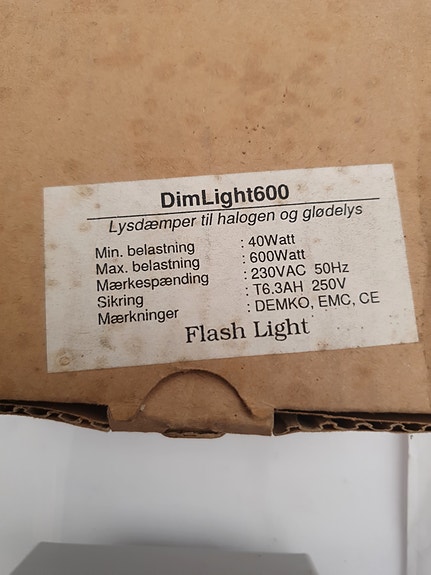 DimLight600
Lysdæmper til halogen og glødelys
Min. belastning : 40Watt
Max. belastning : 600Watt
Mærkespænding : 230VAC 50Hz
Sikring : T6.3AH 250V
Mærkninger : DEMKO, EMC, CE
Flash Light